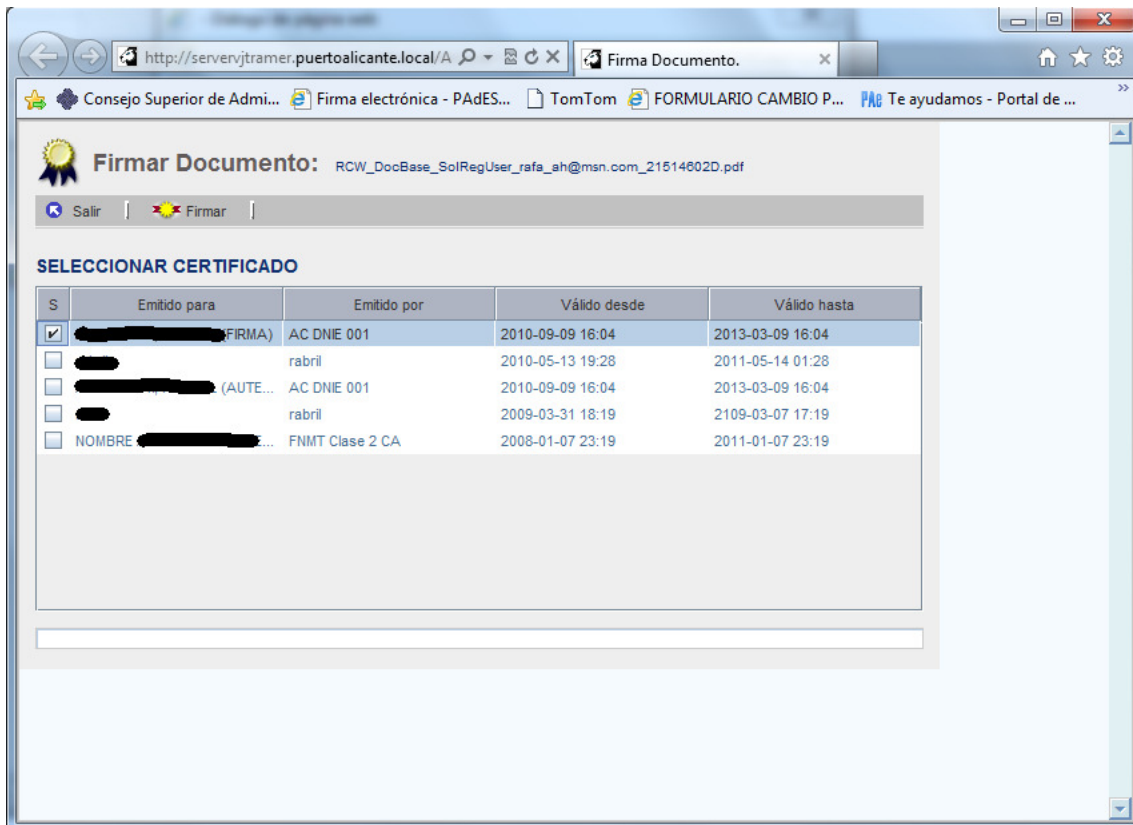 http://servervjtramer.puertoalicante.local/A
Firma Documento.
Consejo Superior de Admi... Firma electrónica - PAdES... TomTom FORMULARIO CAMBIO P... PAe Te ayudamos - Portal de ...
Firmar Documento: RCW_DocBase_SolRegUser_rafa_ah@msn.com_21514602D.pdf
Salir Firmar
SELECCIONAR CERTIFICADO
S Emitido para Emitido por Válido desde Válido hasta
(FIRMA) AC DNIE 001 2010-09-09 16:04 2013-03-09 16:04
rabril 2010-05-13 19:28 2011-05-14 01:28
(AUTE... AC DNIE 001 2010-09-09 16:04 2013-03-09 16:04
rabril 2009-03-31 18:19 2109-03-07 17:19
NOMBRE E... FNMT Clase 2 CA 2008-01-07 23:19 2011-01-07 23:19